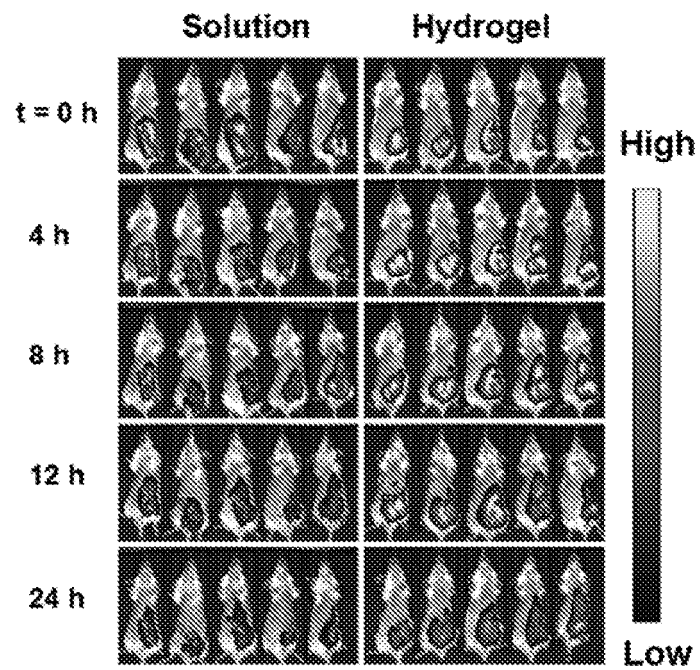 Solution Hydrogel
t = 0 h
High
4 h
8 h
12 h
24 h
Low